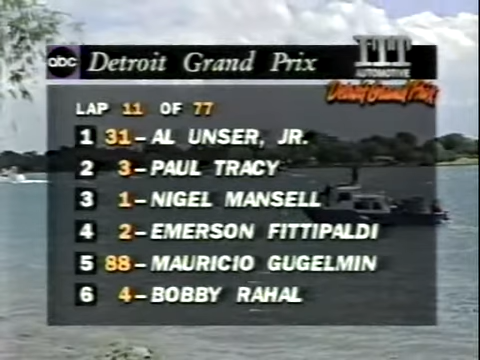 abc Detroit Grand Prix
ITT
AUTOMOTIVE
Detroit Grand Prix
LAP 11 OF 77
1 31 - AL UNSER, JR.
2 3 - PAUL TRACY
3 1 - NIGEL MANSELL
4 2 - EMERSON FITTIPALDI
5 88 - MAURICIO GUGELMIN
6 4 - BOBBY RAHAL